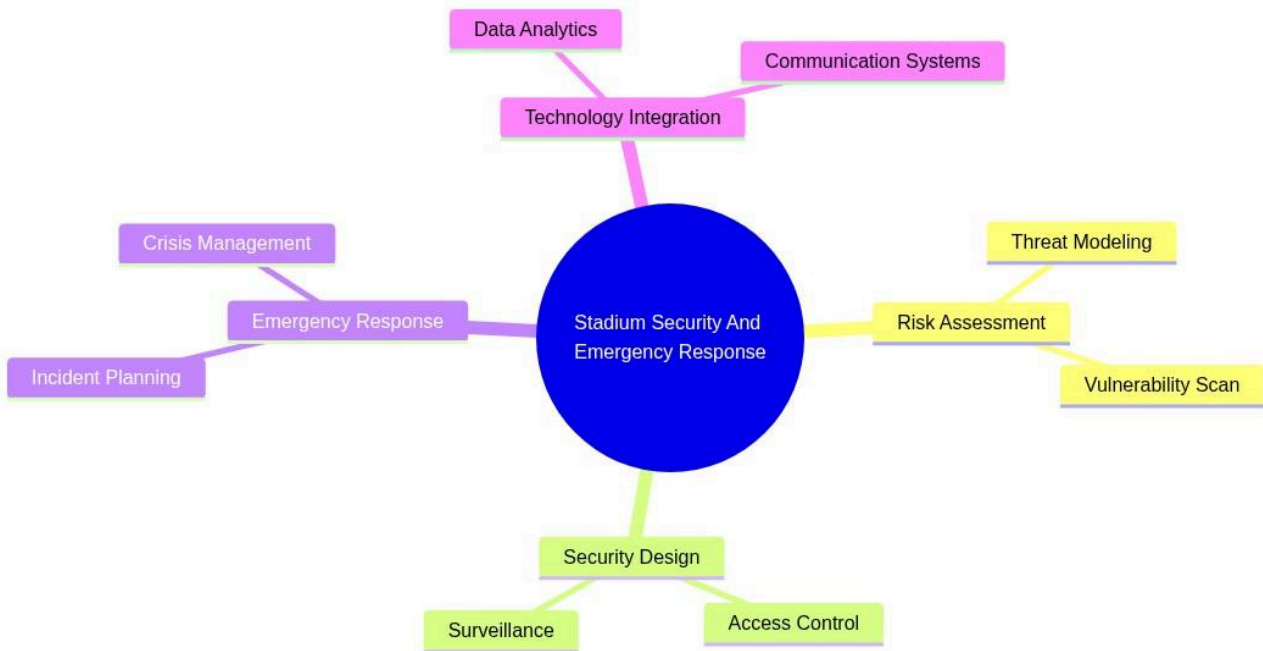 Data Analytics
Communication Systems
Technology Integration
Crisis Management
Threat Modeling
Emergency Response
Stadium Security And
Emergency Response
Risk Assessment
Incident Planning
Vulnerability Scan
Security Design
Surveillance
Access Control